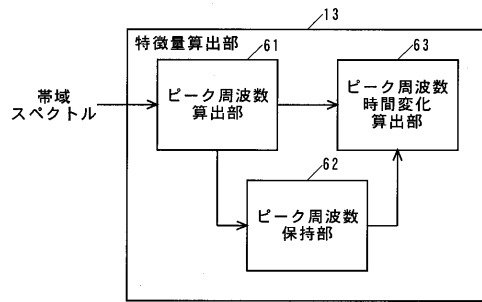 13
特徴量算出部
61
63
帯域
スペクトル
ピーク周波数
算出部
ピーク周波数
時間変化
算出部
62
ピーク周波数
保持部